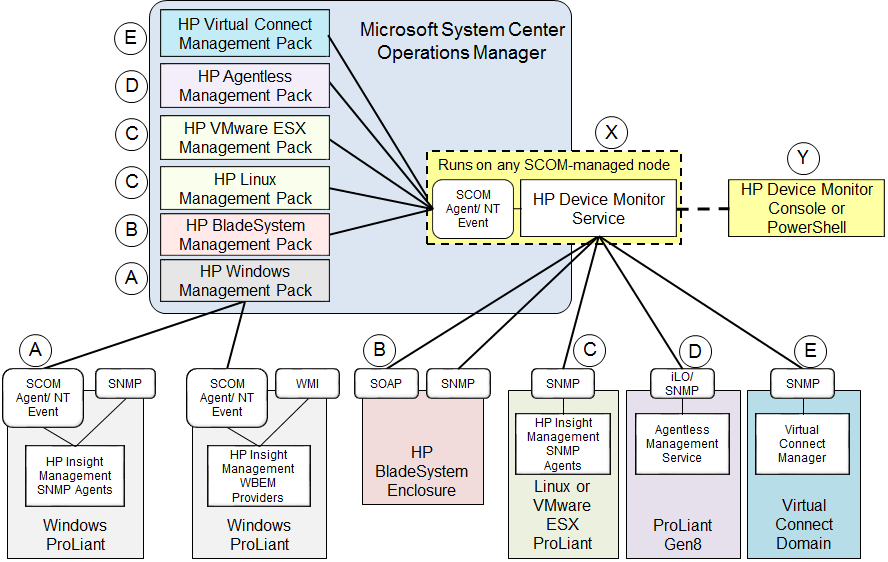 E
HP Virtual Connect
Management Pack
D
HP Agentless
Management Pack
C
HP VMware ESX
Management Pack
C
HP Linux
Management Pack
B
HP BladeSystem
Management Pack
A
HP Windows
Management Pack
Microsoft System Center
Operations Manager
X
Runs on any SCOM-managed node
SCOM
Agent/ NT
Event
HP Device Monitor
Service
Y
HP Device Monitor
Console or
PowerShell
A
SCOM
Agent/ NT
Event
SNMP
HP Insight
Management
SNMP Agents
Windows
ProLiant
SCOM
Agent/ NT
Event
WMI
HP Insight
Management
WBEM
Providers
Windows
ProLiant
B
SOAP
SNMP
HP
BladeSystem
Enclosure
C
SNMP
HP Insight
Management
SNMP
Agents
Linux or
VMware
ESX
ProLiant
D
iLO/
SNMP
Agentless
Management
Service
ProLiant
Gen8
E
SNMP
Virtual
Connect
Manager
Virtual
Connect
Domain